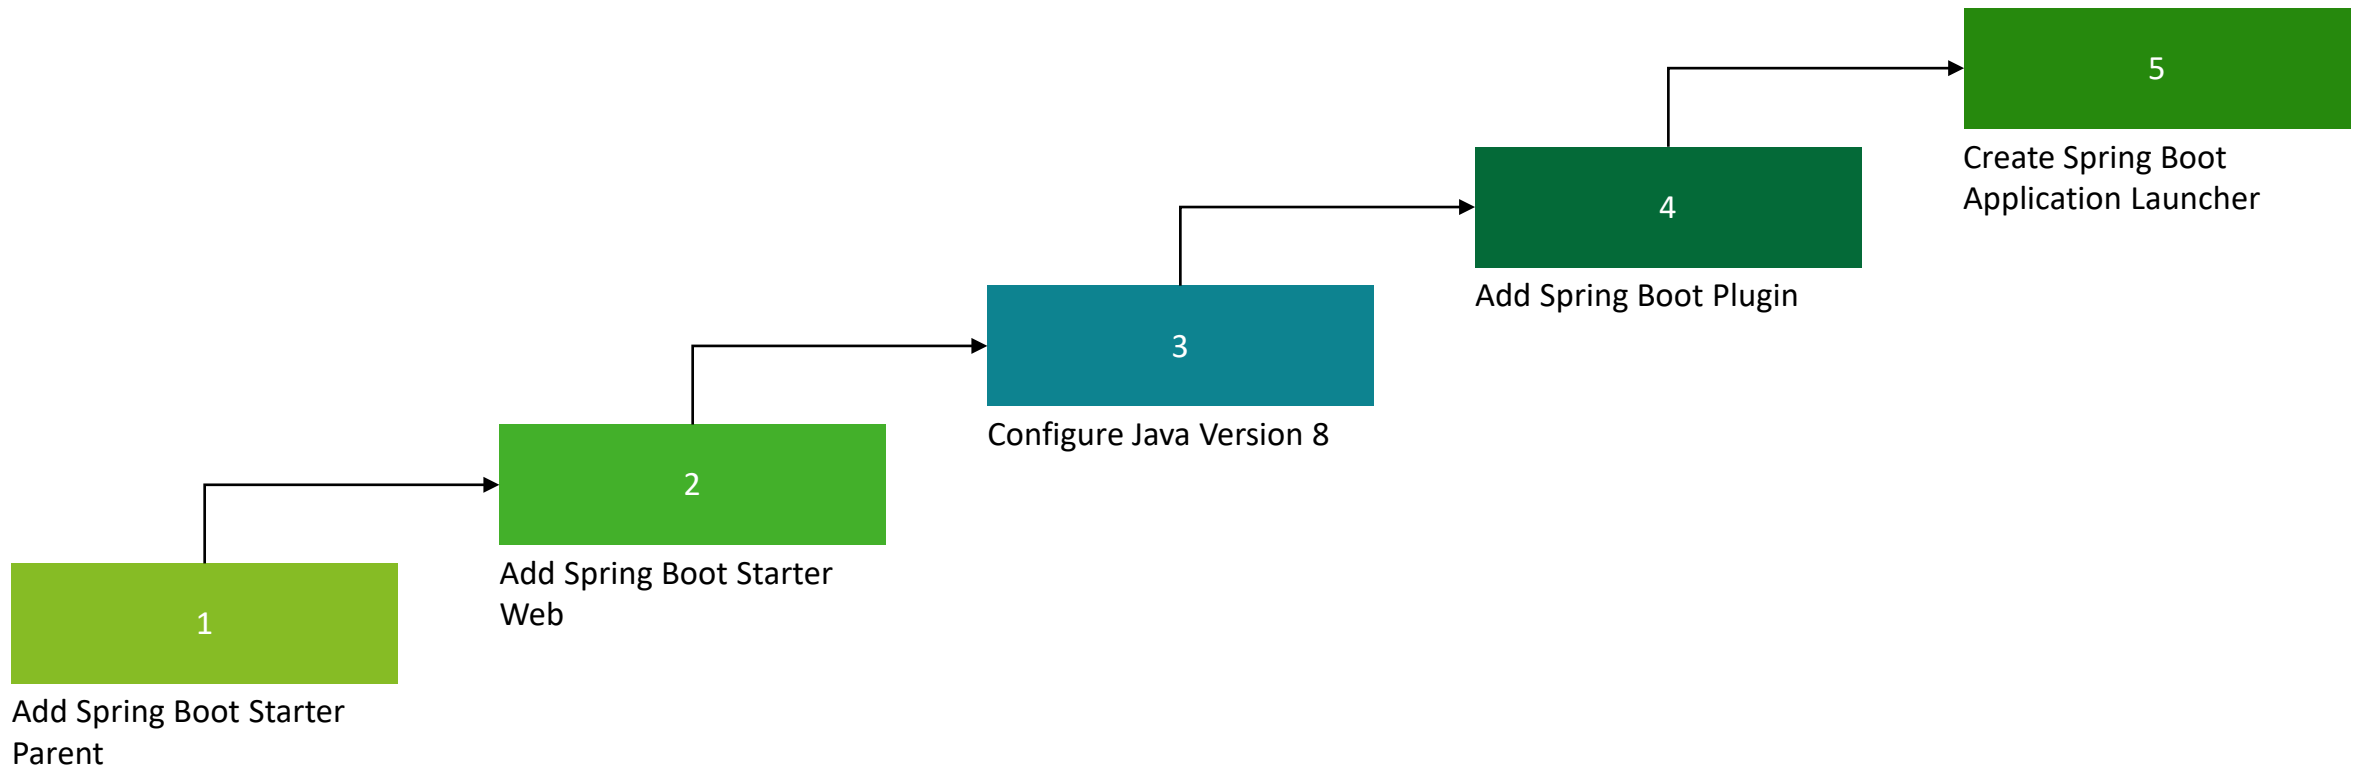 1
Add Spring Boot Starter
Parent
2
Add Spring Boot Starter
Web
3
Configure Java Version 8
4
Add Spring Boot Plugin
5
Create Spring Boot
Application Launcher